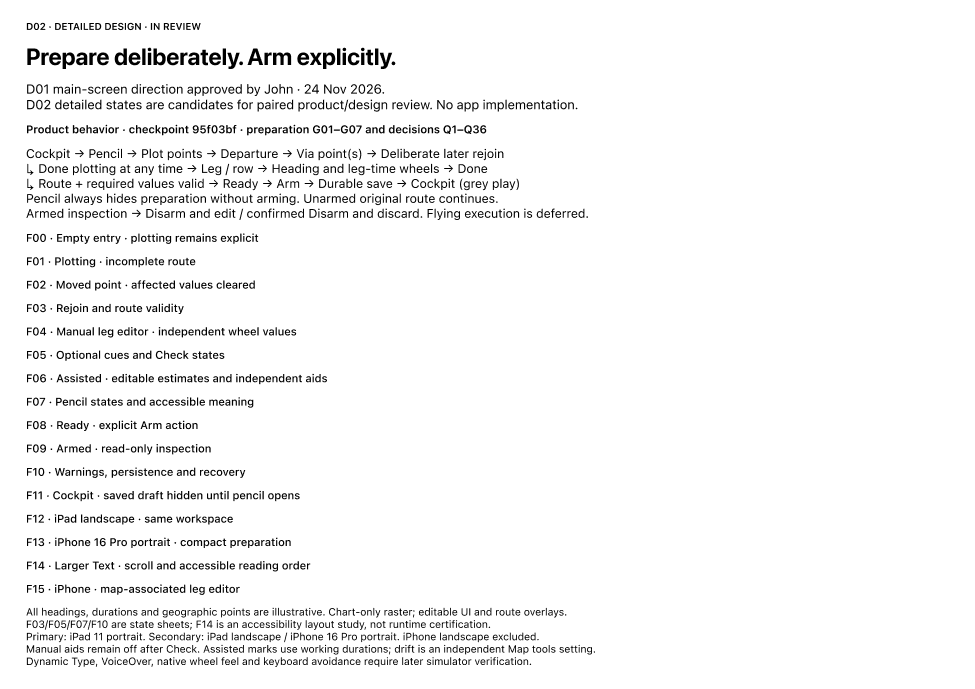 D02 · DETAILED DESIGN · IN REVIEW
Prepare deliberately. Arm explicitly.
D01 main-screen direction approved by John · 24 Nov 2026.
D02 detailed states are candidates for paired product/design review. No app implementation.
Product behavior · checkpoint 95f03bf · preparation G01–G07 and decisions Q1–Q36
Cockpit → Pencil → Plot points → Departure → Via point(s) → Deliberate later rejoin
↳ Done plotting at any time → Leg / row → Heading and leg-time wheels → Done
↳ Route + required values valid → Ready → Arm → Durable save → Cockpit (grey play)
Pencil always hides preparation without arming. Unarmed original route continues.
Armed inspection → Disarm and edit / confirmed Disarm and discard. Flying execution is deferred.
F00 · Empty entry · plotting remains explicit
F01 · Plotting · incomplete route
F02 · Moved point · affected values cleared
F03 · Rejoin and route validity
F04 · Manual leg editor · independent wheel values
F05 · Optional cues and Check states
F06 · Assisted · editable estimates and independent aids
F07 · Pencil states and accessible meaning
F08 · Ready · explicit Arm action
F09 · Armed · read-only inspection
F10 · Warnings, persistence and recovery
F11 · Cockpit · saved draft hidden until pencil opens
F12 · iPad landscape · same workspace
F13 · iPhone 16 Pro portrait · compact preparation
F14 · Larger Text · scroll and accessible reading order
F15 · iPhone · map-associated leg editor
All headings, durations and geographic points are illustrative. Chart-only raster; editable UI and route overlays.
F03/F05/F07/F10 are state sheets; F14 is an accessibility layout study, not runtime certification.
Primary: iPad 11 portrait. Secondary: iPad landscape / iPhone 16 Pro portrait. iPhone landscape excluded.
Manual aids remain off after Check. Assisted marks use working durations; drift is an independent Map tools setting.
Dynamic Type, VoiceOver, native wheel feel and keyboard avoidance require later simulator verification.